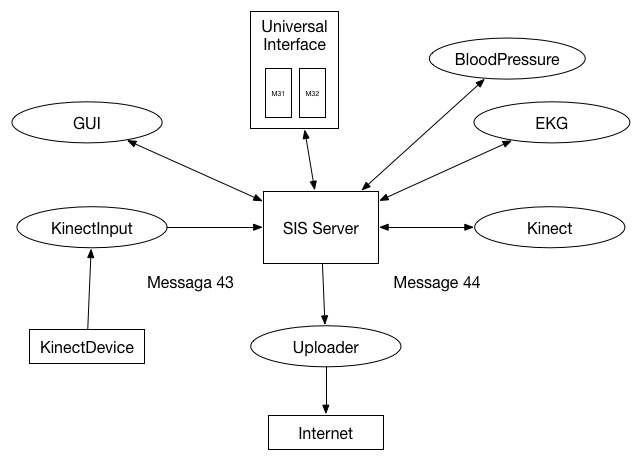 Universal
Interface
M31 M32
BloodPressure
GUI
EKG
KinectInput
SIS Server
Kinect
Messaga 43
Message 44
KinectDevice
Uploader
Internet